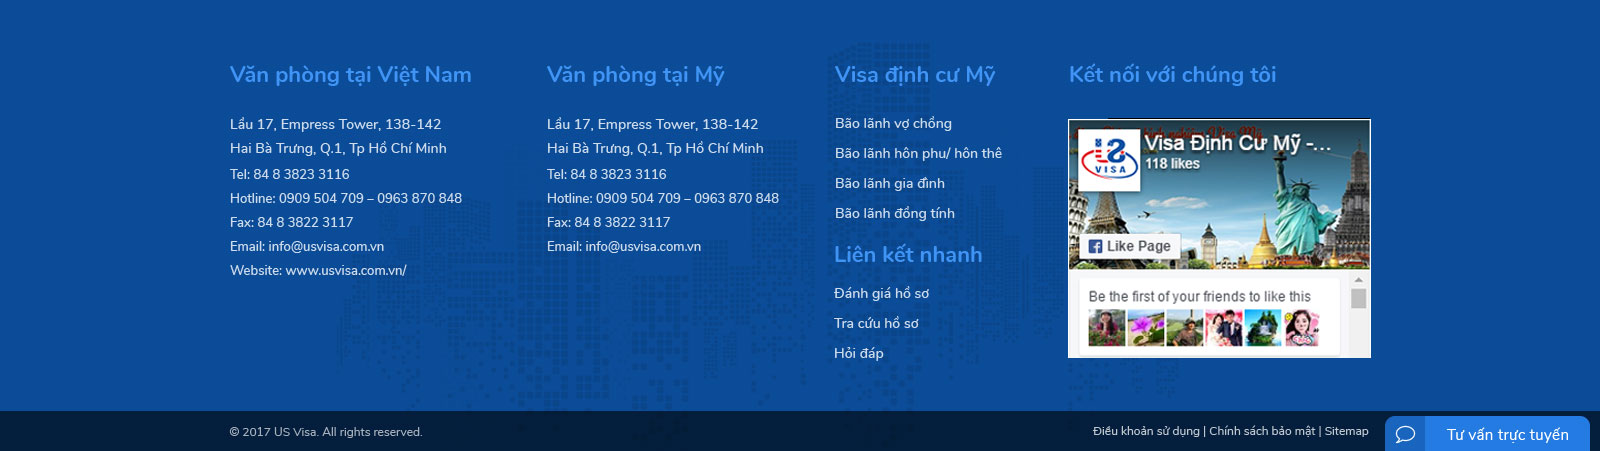 Văn phòng tại Việt Nam
Lầu 17, Empress Tower, 138-142
Hai Bà Trưng, Q.1, Tp Hồ Chí Minh
Tel: 84 8 3823 3116
Hotline: 0909 504 709 – 0963 870 848
Fax: 84 8 3822 3117
Email: info@usvisa.com.vn
Website: www.usvisa.com.vn/
Văn phòng tại Mỹ
Lầu 17, Empress Tower, 138-142
Hai Bà Trưng, Q.1, Tp Hồ Chí Minh
Tel: 84 8 3823 3116
Hotline: 0909 504 709 – 0963 870 848
Fax: 84 8 3822 3117
Email: info@usvisa.com.vn
Visa định cư Mỹ
Bão lãnh vợ chồng
Bão lãnh hôn phu/ hôn thê
Bão lãnh gia đình
Bão lãnh đồng tính
Liên kết nhanh
Đánh giá hồ sơ
Tra cứu hồ sơ
Hỏi đáp
Kết nối với chúng tôi
US
VISA
Visa Định Cư Mỹ -...
118 likes
Like Page
Be the first of your friends to like this
© 2017 US Visa. All rights reserved.
Điều khoản sử dụng | Chính sách bảo mật | Sitemap
Tư vấn trực tuyến